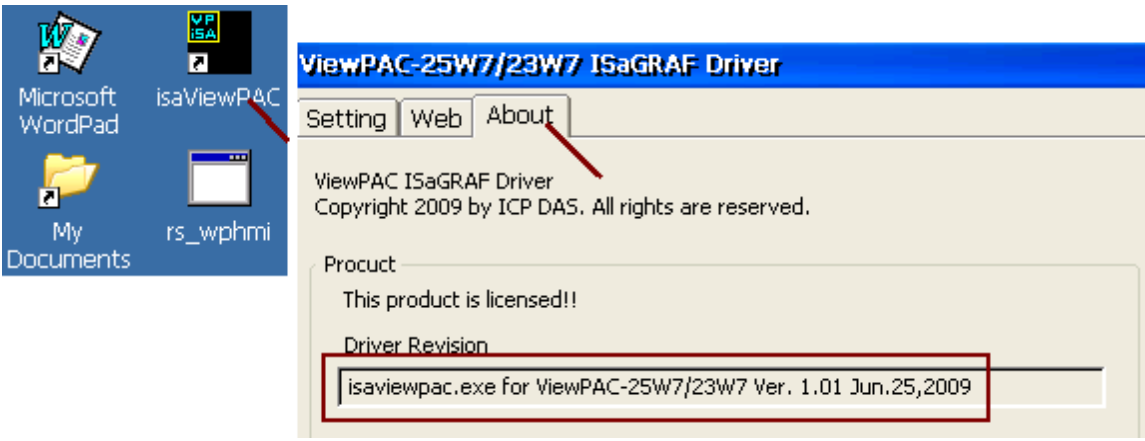 VP
iSA
Microsoft
WordPad
isaViewPAC
My
Documents
rs_wphmi
ViewPAC-25W7/23W7 ISaGRAF Driver
Setting Web About
ViewPAC ISaGRAF Driver
Copyright 2009 by ICP DAS. All rights are reserved.
Procuct
This product is licensed!!
Driver Revision
isaviewpac.exe for ViewPAC-25W7/23W7 Ver. 1.01 Jun.25,2009